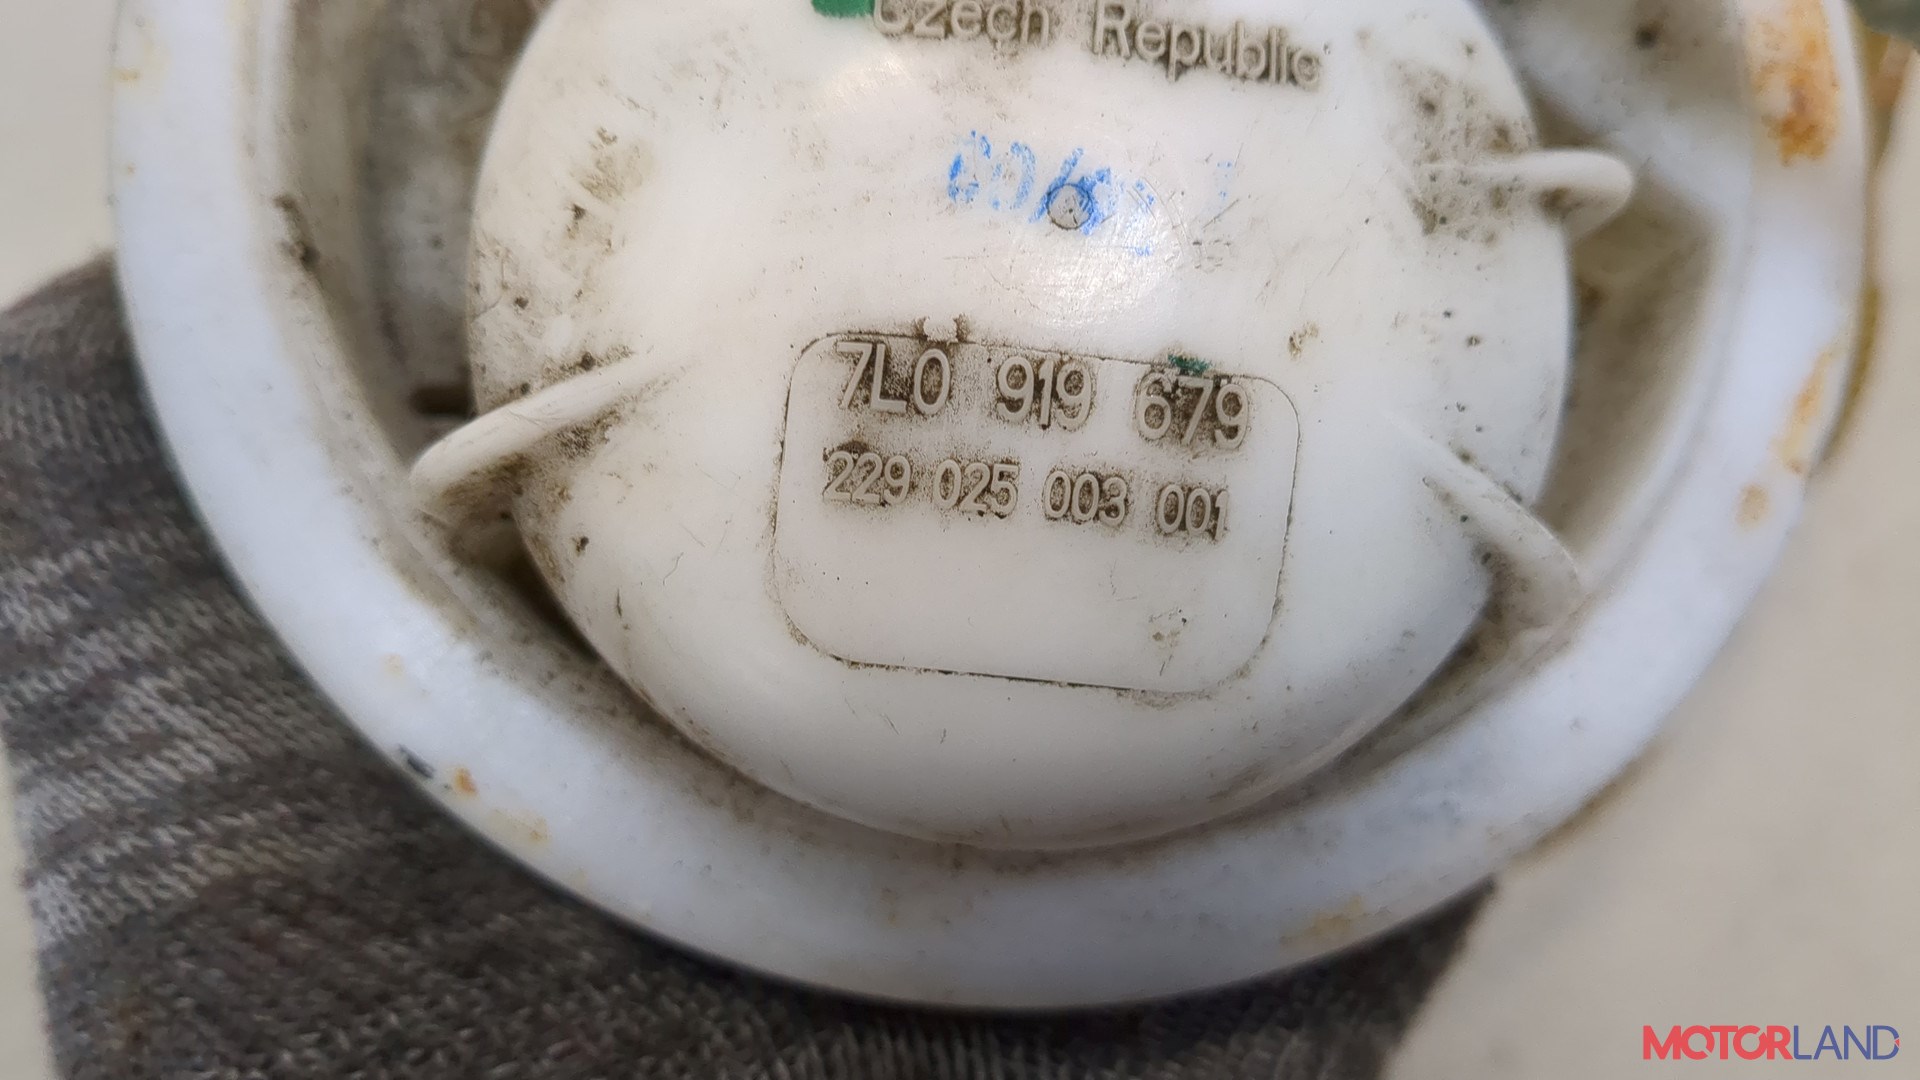 Czech Republic
7L0 919 679
229 025 003 001
MOTORLAND